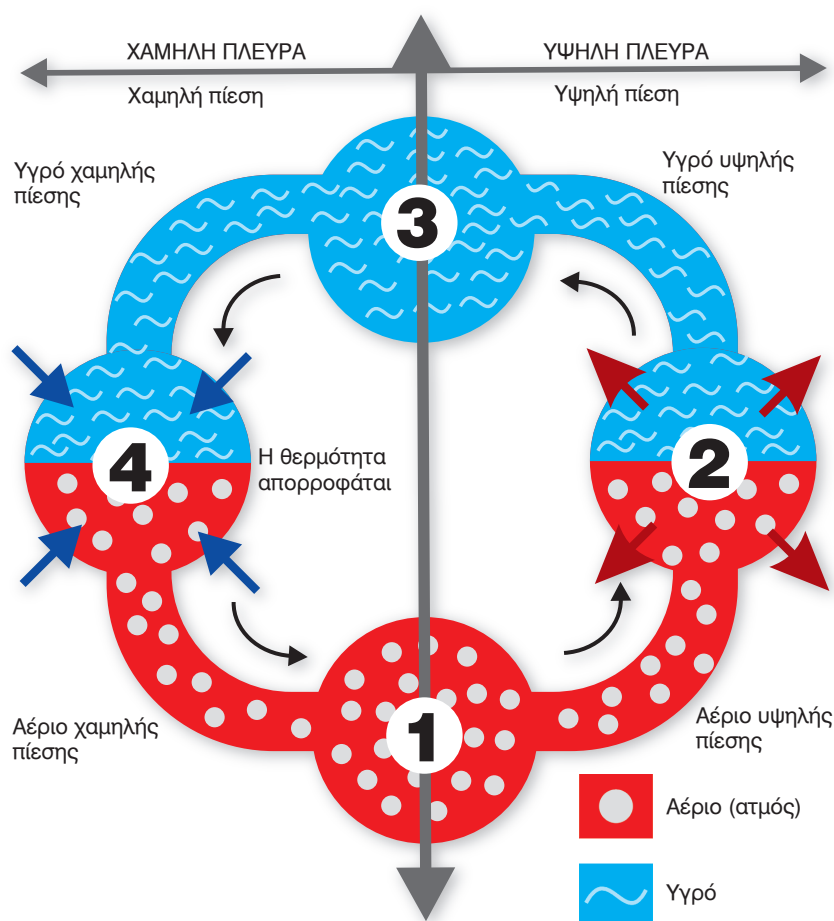 ΧΑΜΗΛΗ ΠΛΕΥΡΑ
ΥΨΗΛΗ ΠΛΕΥΡΑ
Χαμηλή πίεση
Υψηλή πίεση
Υγρό χαμηλής
πίεσης
Υγρό υψηλής
πίεσης
3
4
Η θερμότητα
απορροφάται
2
Αέριο χαμηλής
πίεσης
1
Αέριο υψηλής
πίεσης
Αέριο (ατμός)
Υγρό